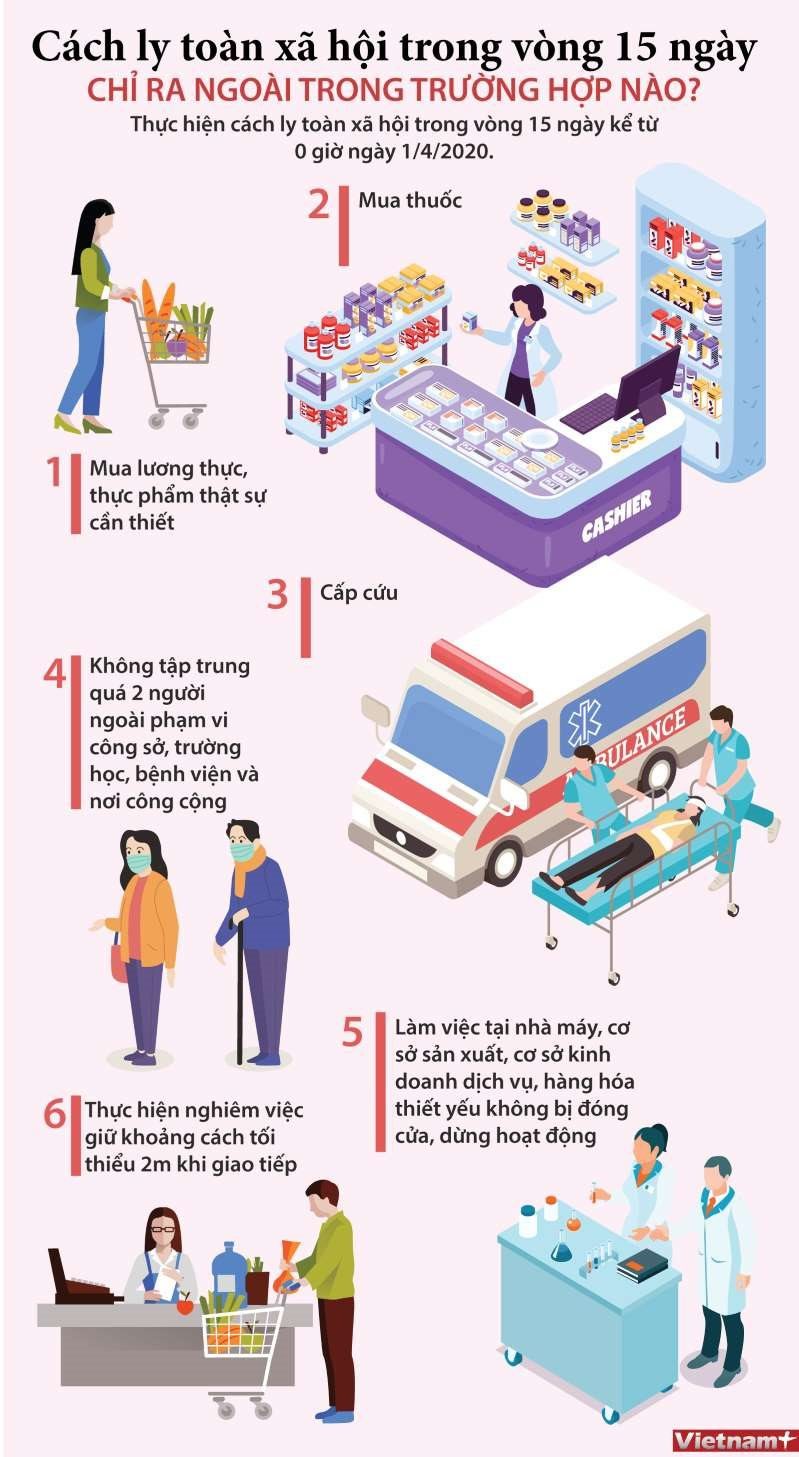 Cách ly toàn xã hội trong vòng 15 ngày
CHỈ RA NGOÀI TRONG TRƯỜNG HỢP NÀO?
Thực hiện cách ly toàn xã hội trong vòng 15 ngày kể từ
0 giờ ngày 1/4/2020.
2
Mua thuốc
CASHIER
1
Mua lương thực,
thực phẩm thật sự
cần thiết
3
Cấp cứu
AMBULANCE
4
Không tập trung
quá 2 người
ngoài phạm vi
công sở, trường
học, bệnh viện và
nơi công cộng
5
Làm việc tại nhà máy, cơ
sở sản xuất, cơ sở kinh
doanh dịch vụ, hàng hóa
thiết yếu không bị đóng
cửa, dừng hoạt động
6
Thực hiện nghiêm việc
giữ khoảng cách tối
thiểu 2m khi giao tiếp
Vietnam+